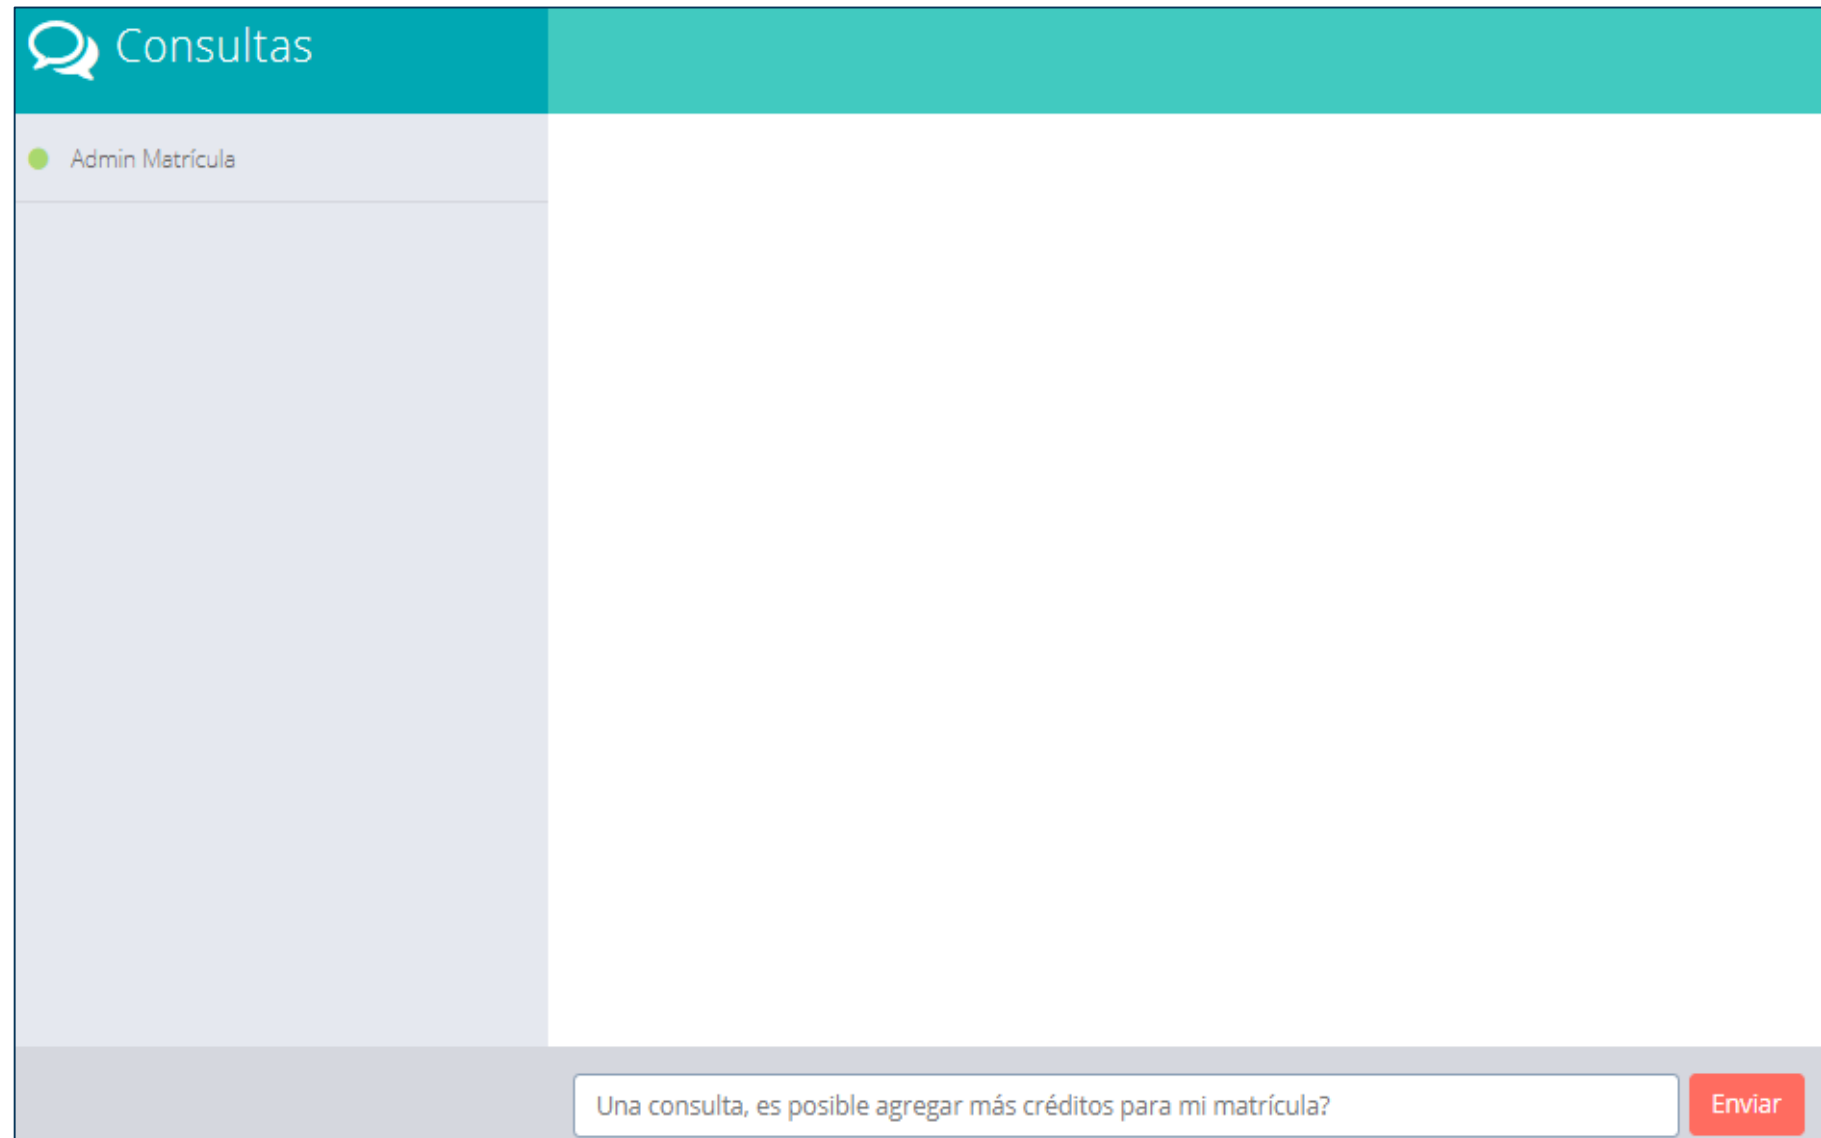 Consultas
Admin Matrícula
Una consulta, es posible agregar más créditos para mi matrícula?
Enviar